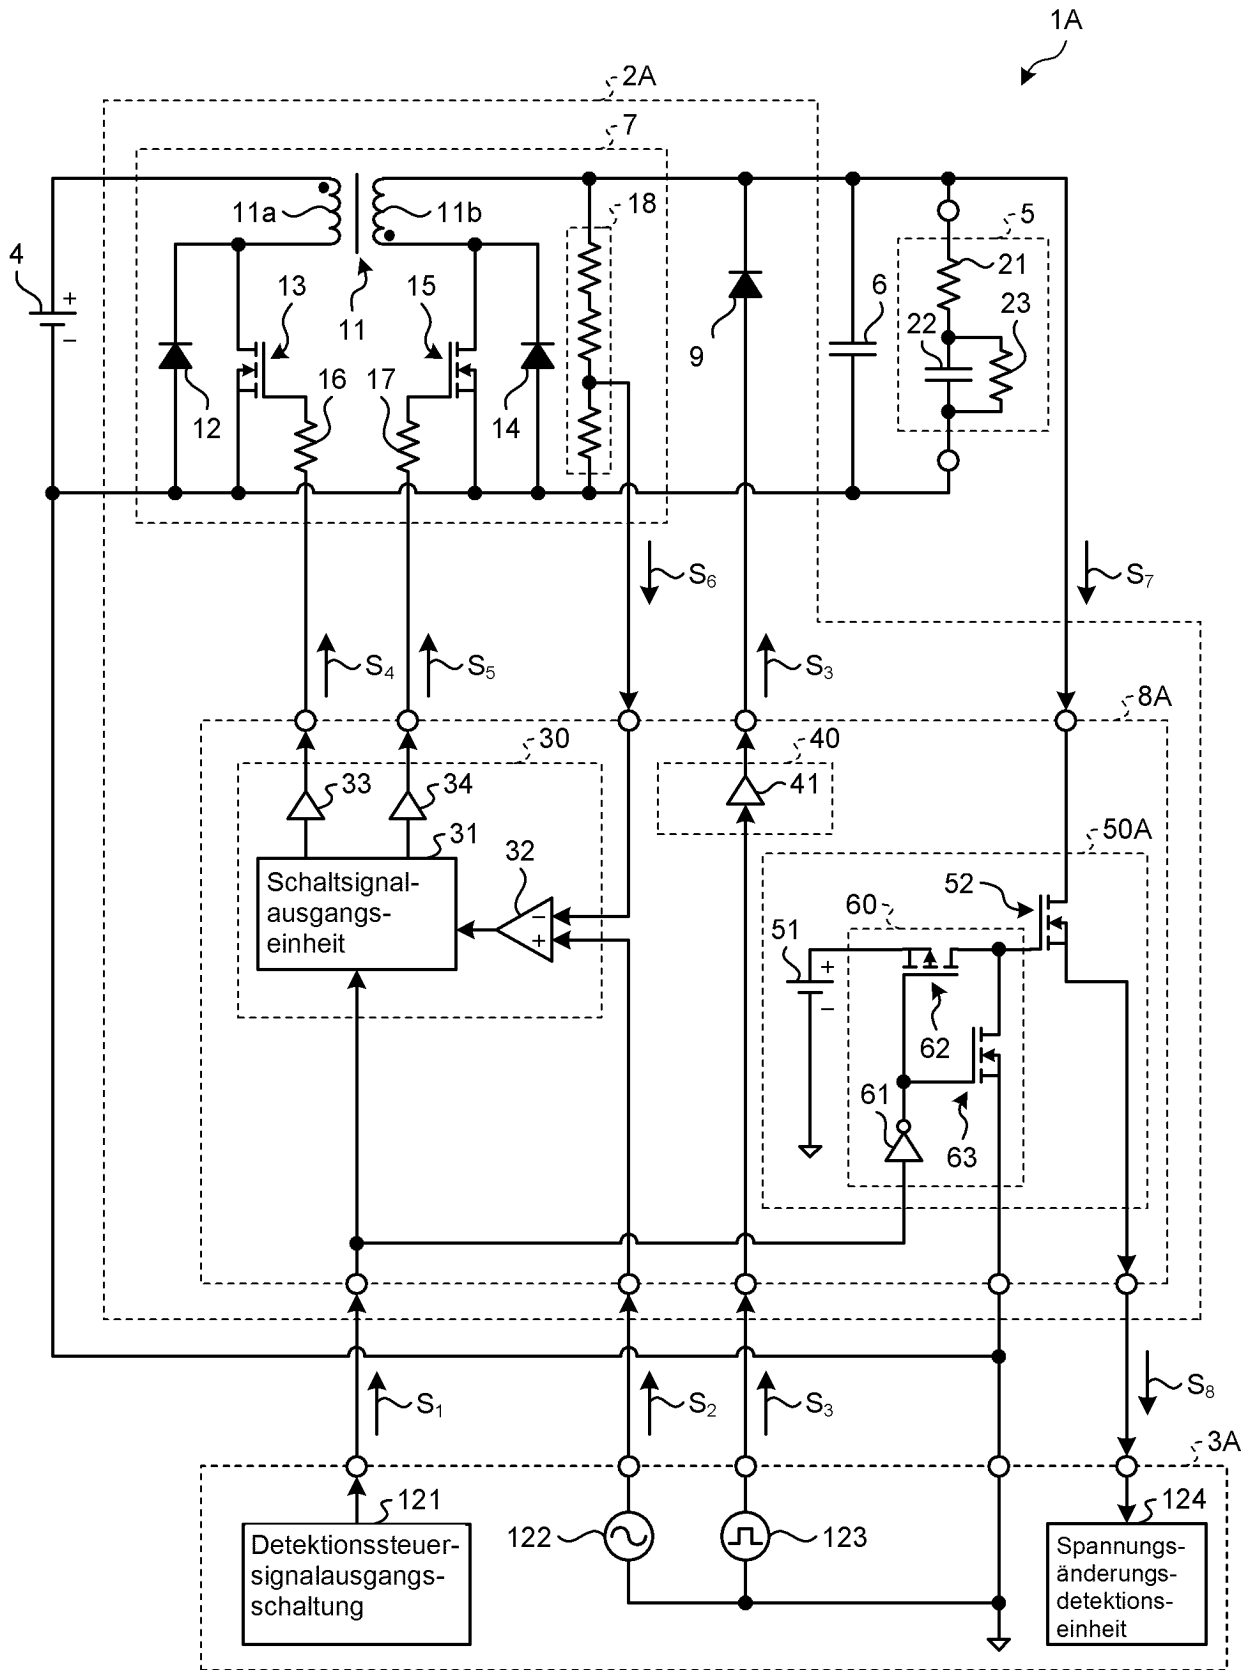 1A
2A
7
11a
11b
18
5
4
+
−
13
15
11
21
6
22
23
9
16
17
12
14
S6
S7
S4
S5
S3
8A
30
40
33
34
41
31
32
50A
Schaltsignal-
ausgangs-
einheit
−
+
52
60
51
+
−
62
61
63
S1
S2
S3
S8
3A
121
122
123
124
Detektionssteuer-
signalausgangs-
schaltung
Spannungs-
änderungs-
detektions-
einheit